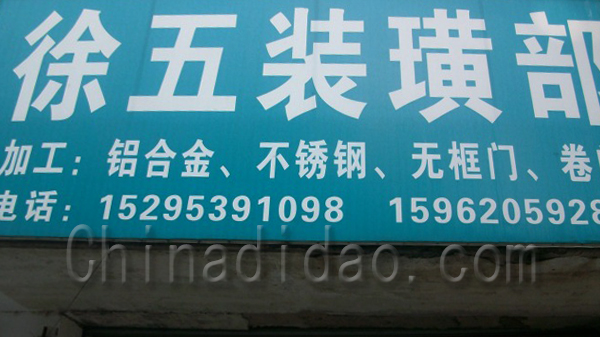 徐五装璜部
加工：铝合金、不锈钢、无框门、卷
电话：15295391098 1596205928
Chinadidao.com